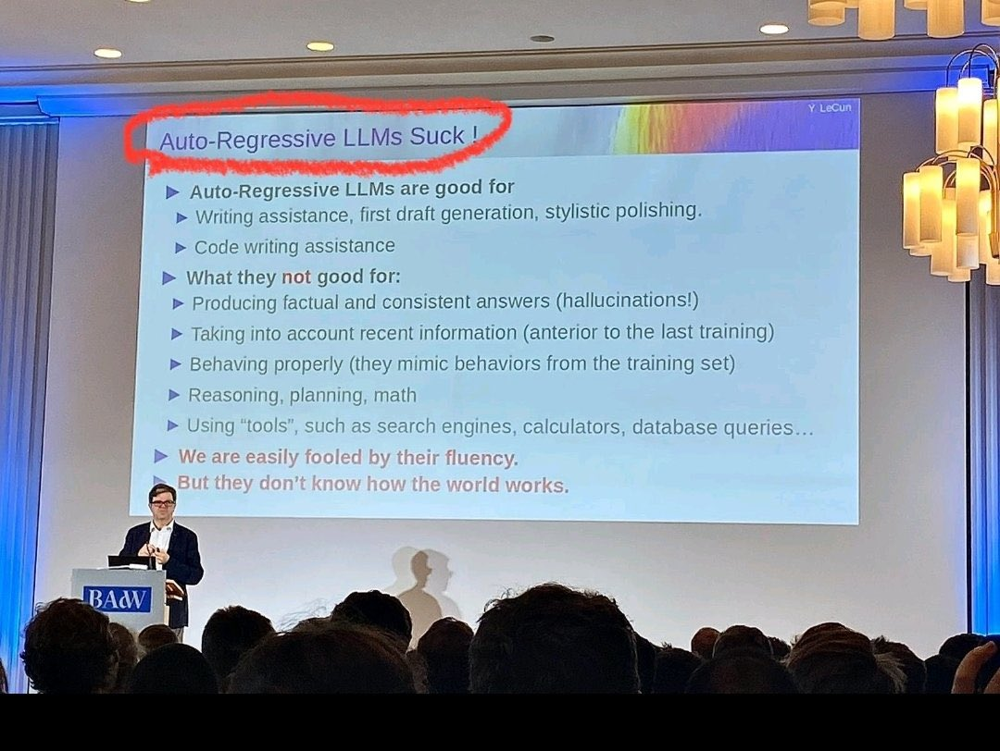 Y. LeCun
Auto-Regressive LLMs Suck !
Auto-Regressive LLMs are good for
Writing assistance, first draft generation, stylistic polishing.
Code writing assistance
What they not good for:
Producing factual and consistent answers (hallucinations!)
Taking into account recent information (anterior to the last training)
Behaving properly (they mimic behaviors from the training set)
Reasoning, planning, math
Using “tools”, such as search engines, calculators, database queries…
We are easily fooled by their fluency.
But they don’t know how the world works.
BAdW